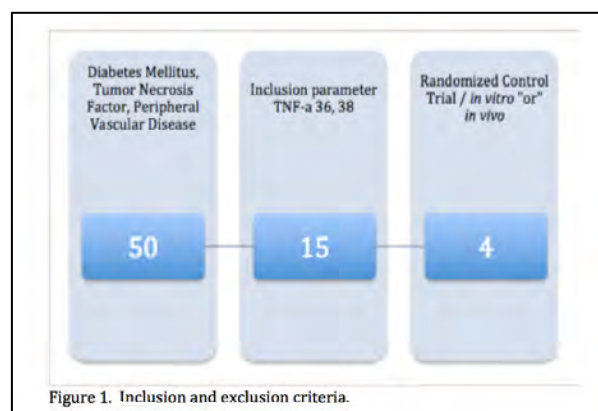 Diabetes Mellitus,
Tumor Necrosis
Factor, Peripheral
Vascular Disease
50
Inclusion parameter
TNF-a 36, 38
15
Randomized Control
Trial / in vitro "or"
in vivo
4
Figure 1. Inclusion and exclusion criteria.